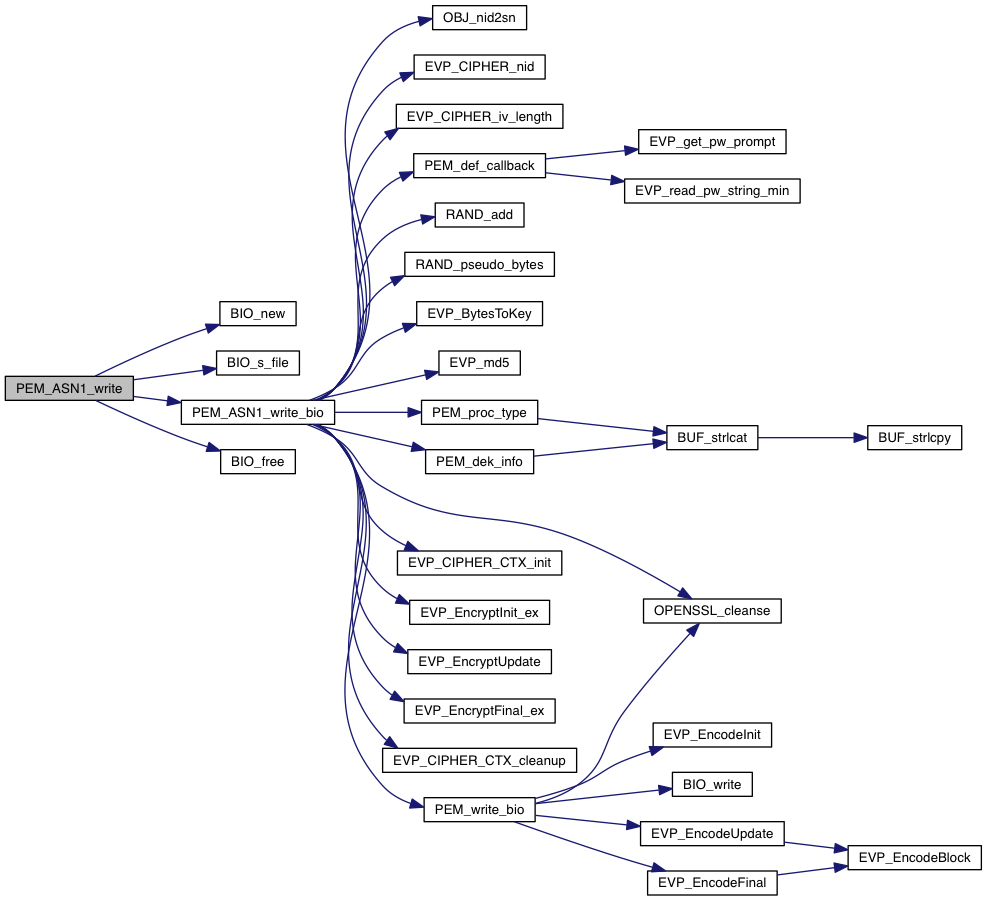 OBJ_nid2sn
EVP_CIPHER_nid
EVP_CIPHER_iv_length
EVP_get_pw_prompt
PEM_def_callback
EVP_read_pw_string_min
RAND_add
RAND_pseudo_bytes
BIO_new
EVP_BytesToKey
BIO_s_file
EVP_md5
PEM_ASN1_write
PEM_ASN1_write_bio
PEM_proc_type
BUF_strlcat
BUF_strlcpy
BIO_free
PEM_dek_info
EVP_CIPHER_CTX_init
OPENSSL_cleanse
EVP_EncryptInit_ex
EVP_EncryptUpdate
EVP_EncryptFinal_ex
EVP_EncodeInit
EVP_CIPHER_CTX_cleanup
BIO_write
PEM_write_bio
EVP_EncodeUpdate
EVP_EncodeBlock
EVP_EncodeFinal